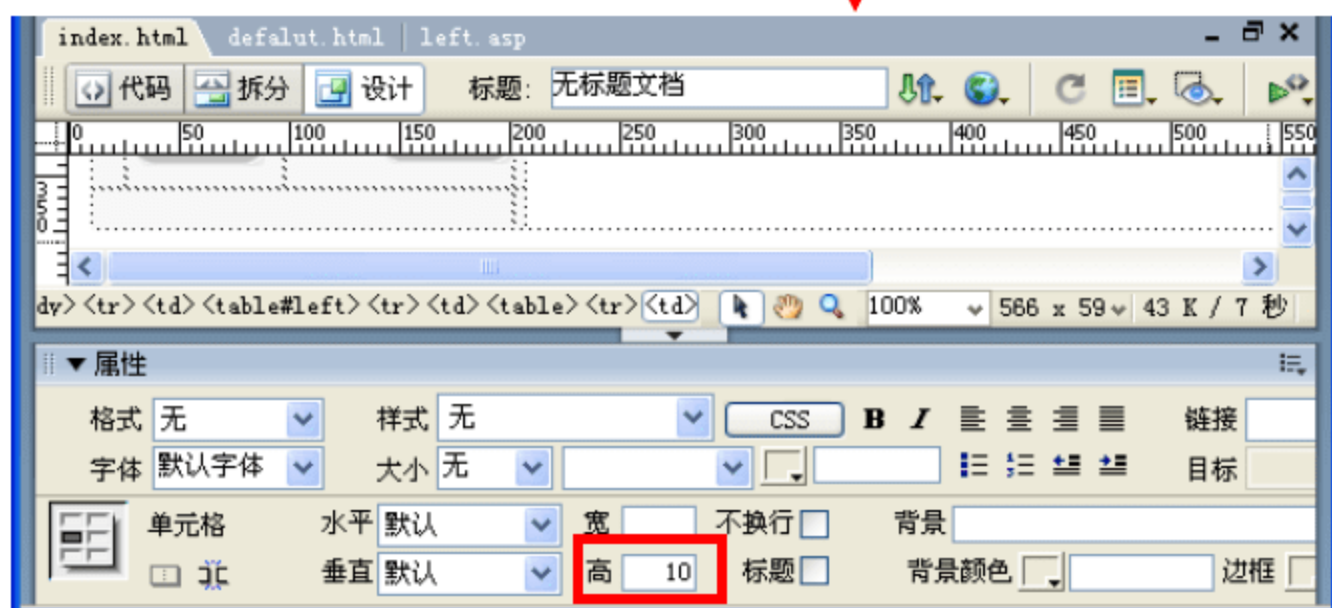 index.html defalut.html left.asp
代码 拆分 设计 标题: 无标题文档
0 50 100 150 200 250 300 350 400 450 500 550
350
dy> <tr> <td> <table#left> <tr> <td> <table> <tr> <td> 100% 566 x 59 43 K / 7 秒
属性
格式 无 样式 无 CSS B I 链接
字体 默认字体 大小 无 目标
单元格 水平 默认 宽 不换行 背景
垂直 默认 高 10 标题 背景颜色 边框